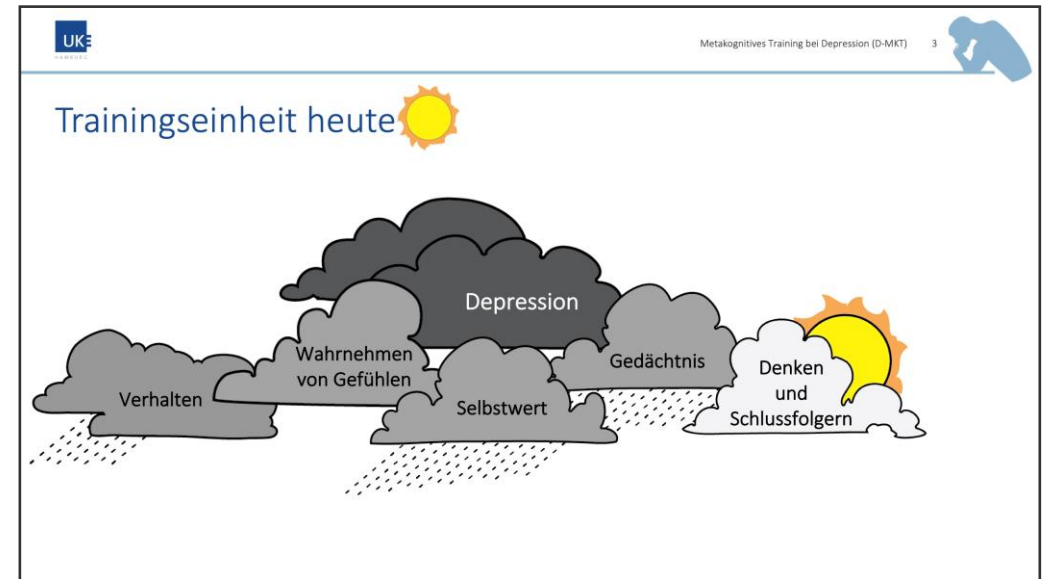 UKE
HAMBURG
Metakognitives Training bei Depression (D-MKT) 3
Trainingseinheit heute
Depression
Wahrnehmen
von Gefühlen
Gedächtnis
Denken
und
Schlussfolgern
Verhalten
Selbstwert